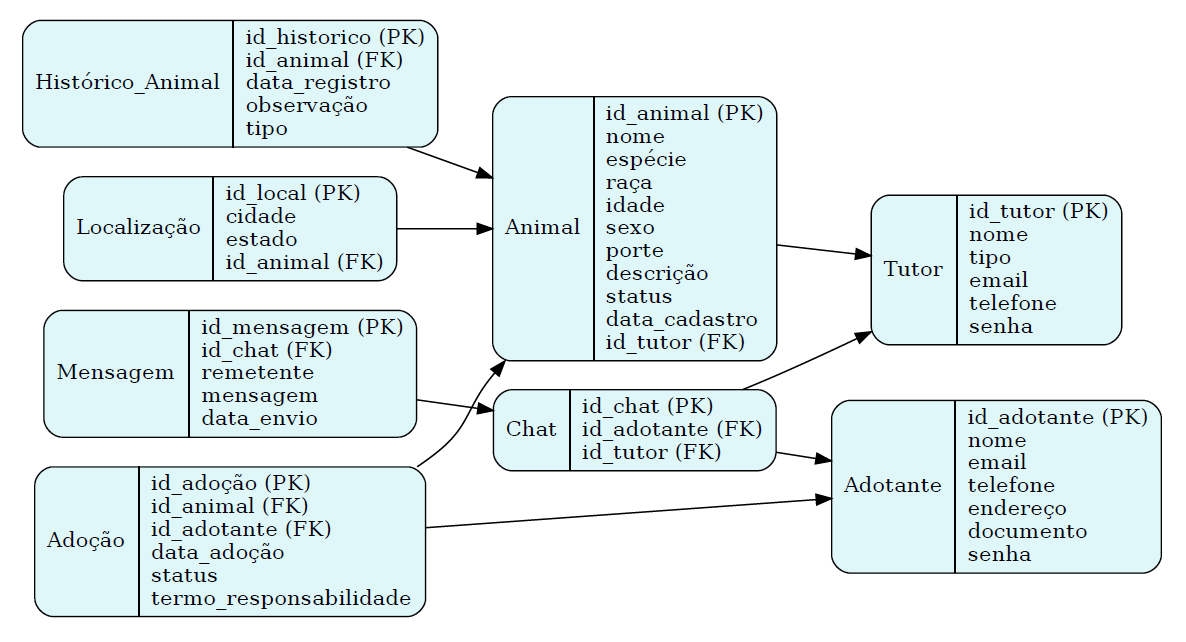 Histórico_Animal
id_historico (PK)
id_animal (FK)
data_registro
observação
tipo
Localização
id_local (PK)
cidade
estado
id_animal (FK)
Mensagem
id_mensagem (PK)
id_chat (FK)
remetente
mensagem
data_envio
Adoção
id_adoção (PK)
id_animal (FK)
id_adotante (FK)
data_adoção
status
termo_responsabilidade
Animal
id_animal (PK)
nome
espécie
raça
idade
sexo
porte
descrição
status
data_cadastro
id_tutor (FK)
Chat
id_chat (PK)
id_adotante (FK)
id_tutor (FK)
Tutor
id_tutor (PK)
nome
tipo
email
telefone
senha
Adotante
id_adotante (PK)
nome
email
telefone
endereço
documento
senha